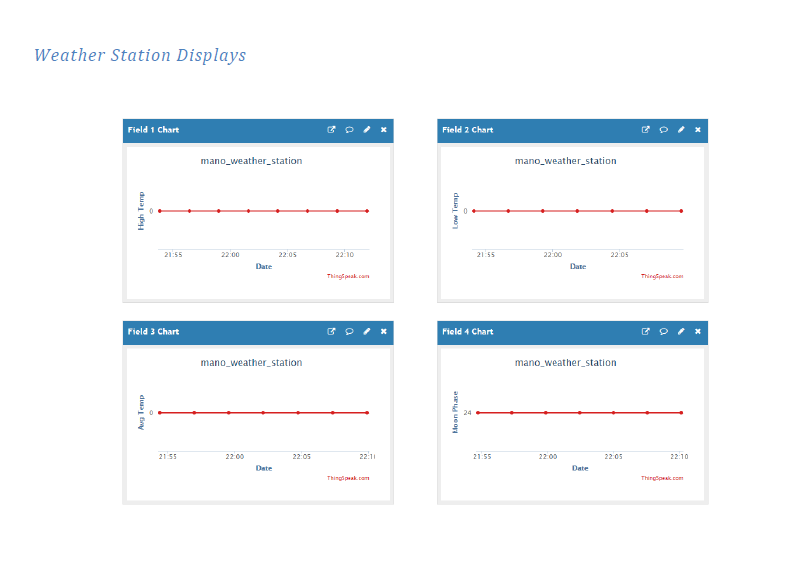 Weather Station Displays
Field 1 Chart
mano_weather_station
High Temp
0
21:55 22:00 22:05 22:10
Date
ThingSpeak.com
Field 2 Chart
mano_weather_station
Low Temp
0
21:55 22:00 22:05
Date
ThingSpeak.com
Field 3 Chart
mano_weather_station
Avg Temp
0
21:55 22:00 22:05 22:1
Date
ThingSpeak.com
Field 4 Chart
mano_weather_station
Moon Phase
24
21:55 22:00 22:05 22:10
Date
ThingSpeak.com